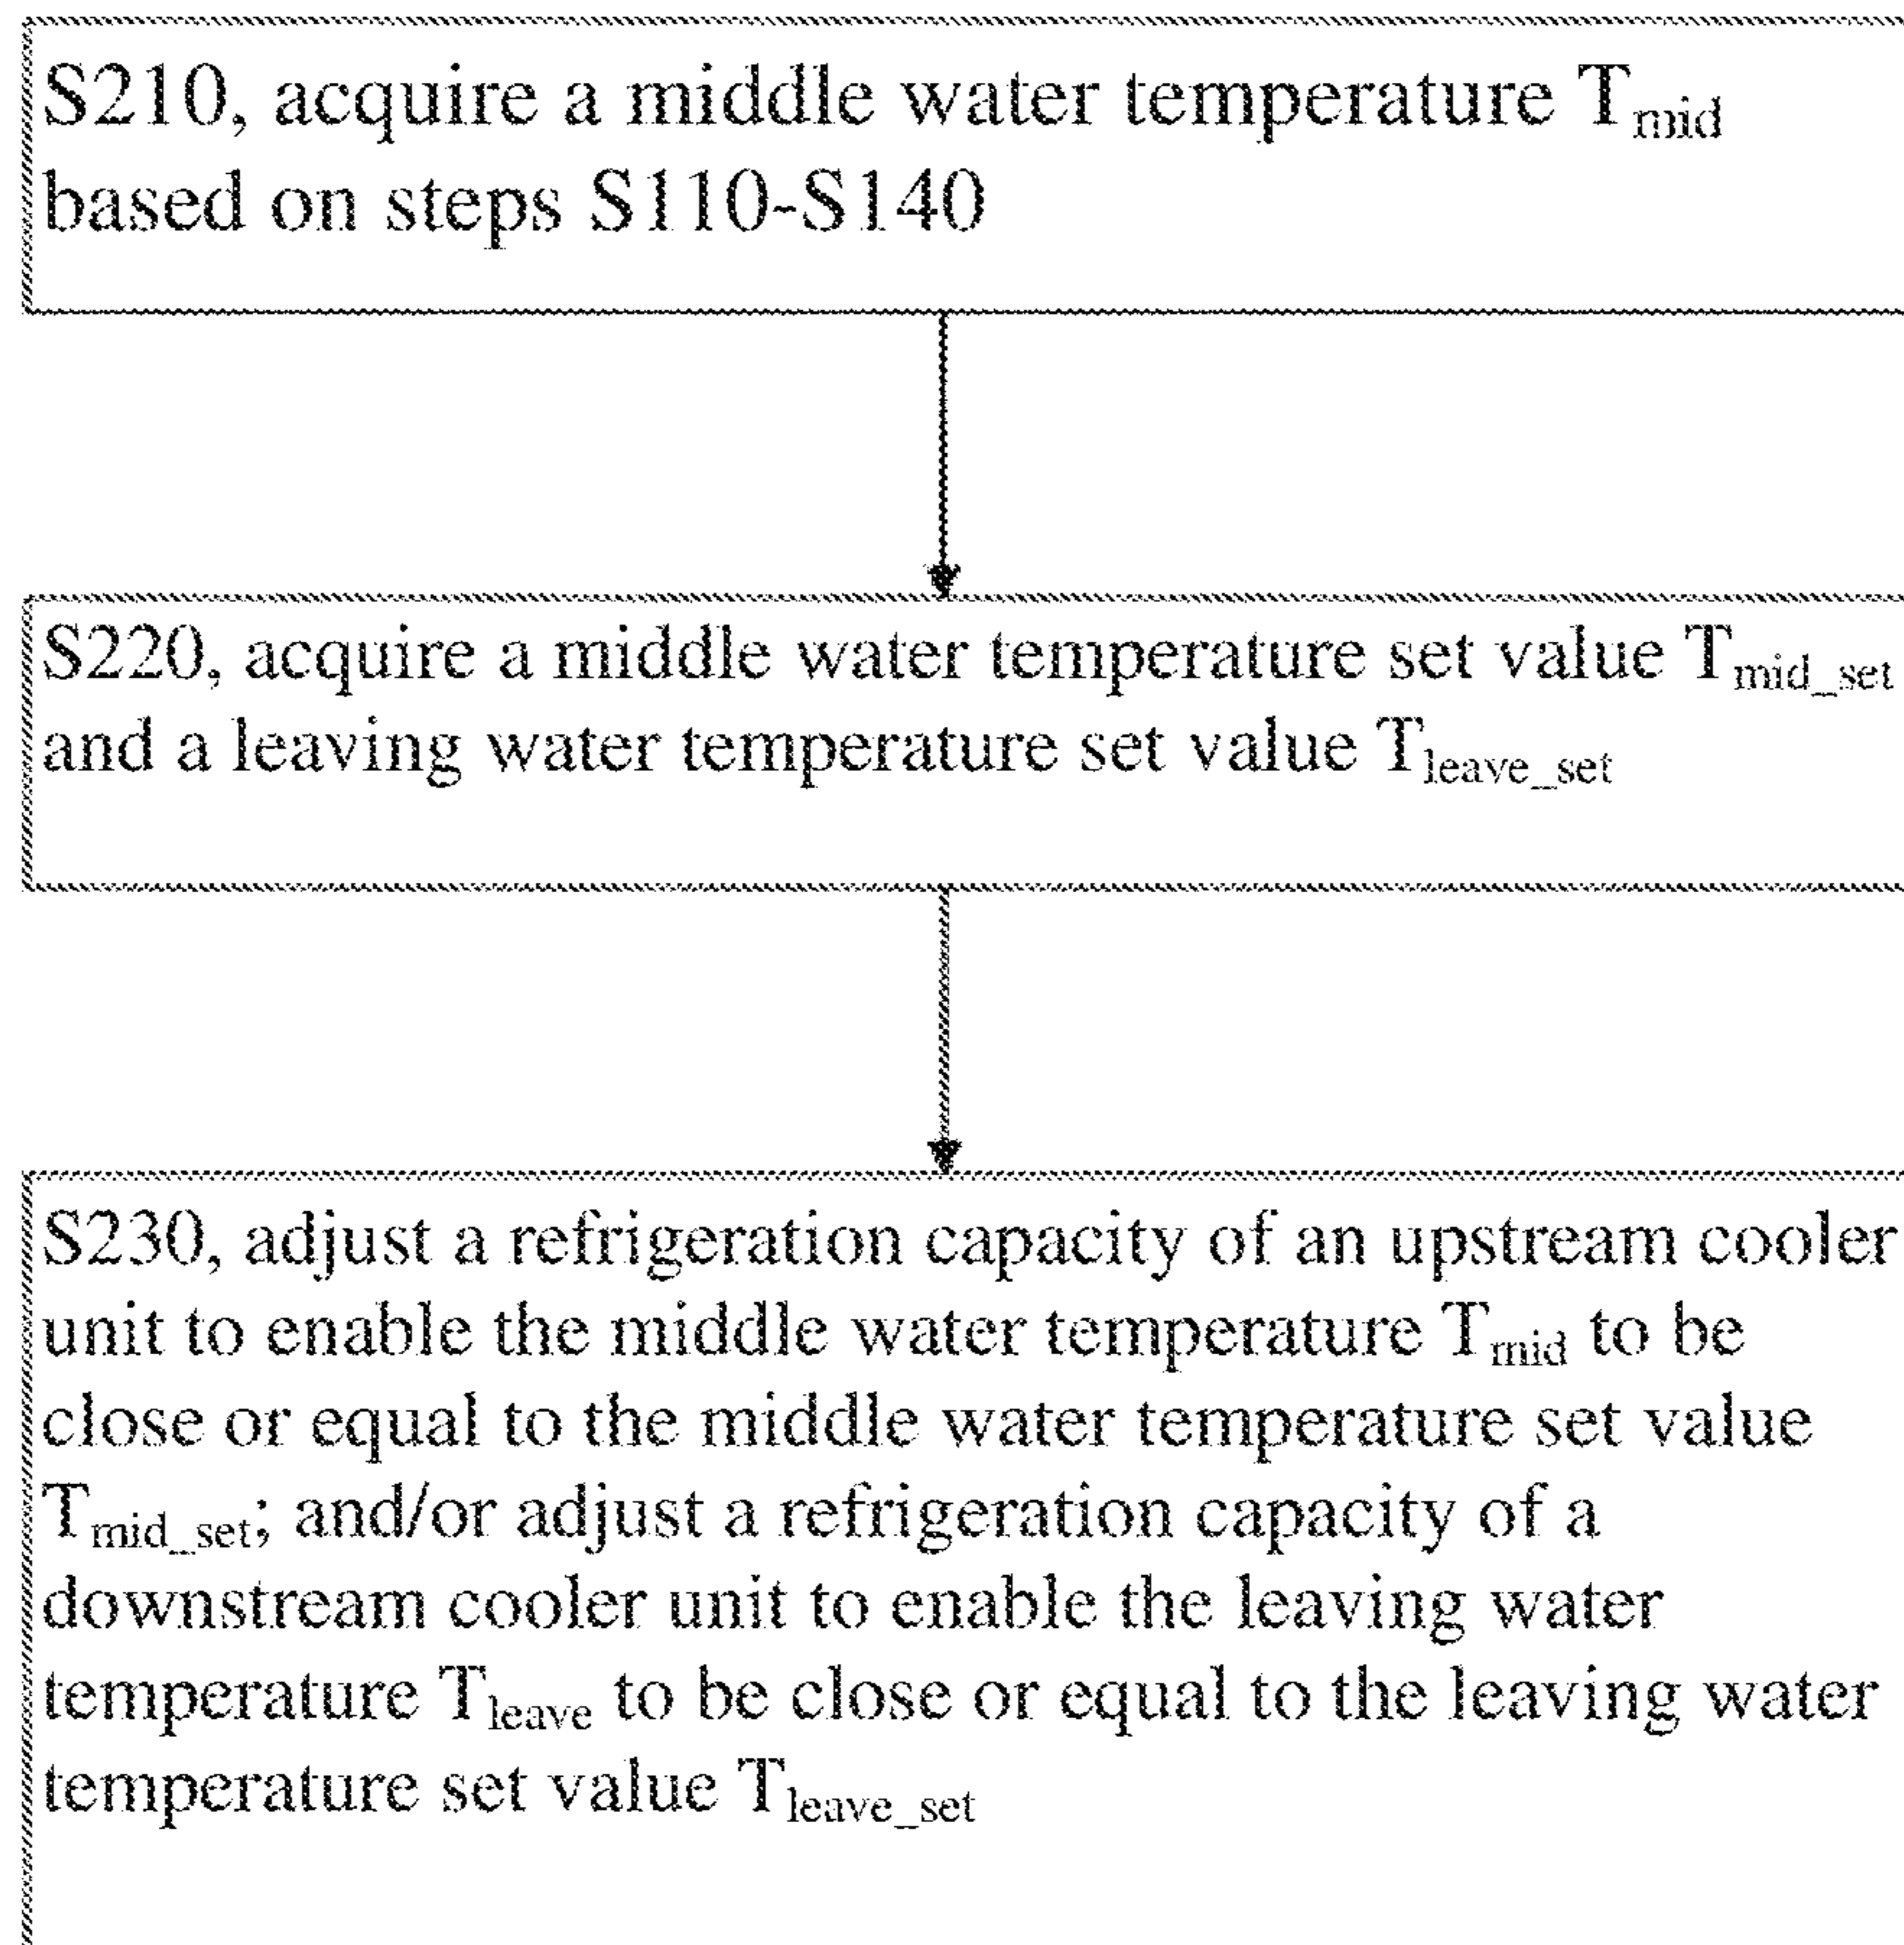 S210, acquire a middle water temperature Tmid
based on steps S110-S140
S220, acquire a middle water temperature set value Tmid_set
and a leaving water temperature set value Tleave_set
S230, adjust a refrigeration capacity of an upstream cooler
unit to enable the middle water temperature Tmid to be
close or equal to the middle water temperature set value
Tmid_set; and/or adjust a refrigeration capacity of a
downstream cooler unit to enable the leaving water
temperature Tleave to be close or equal to the leaving water
temperature set value Tleave_set